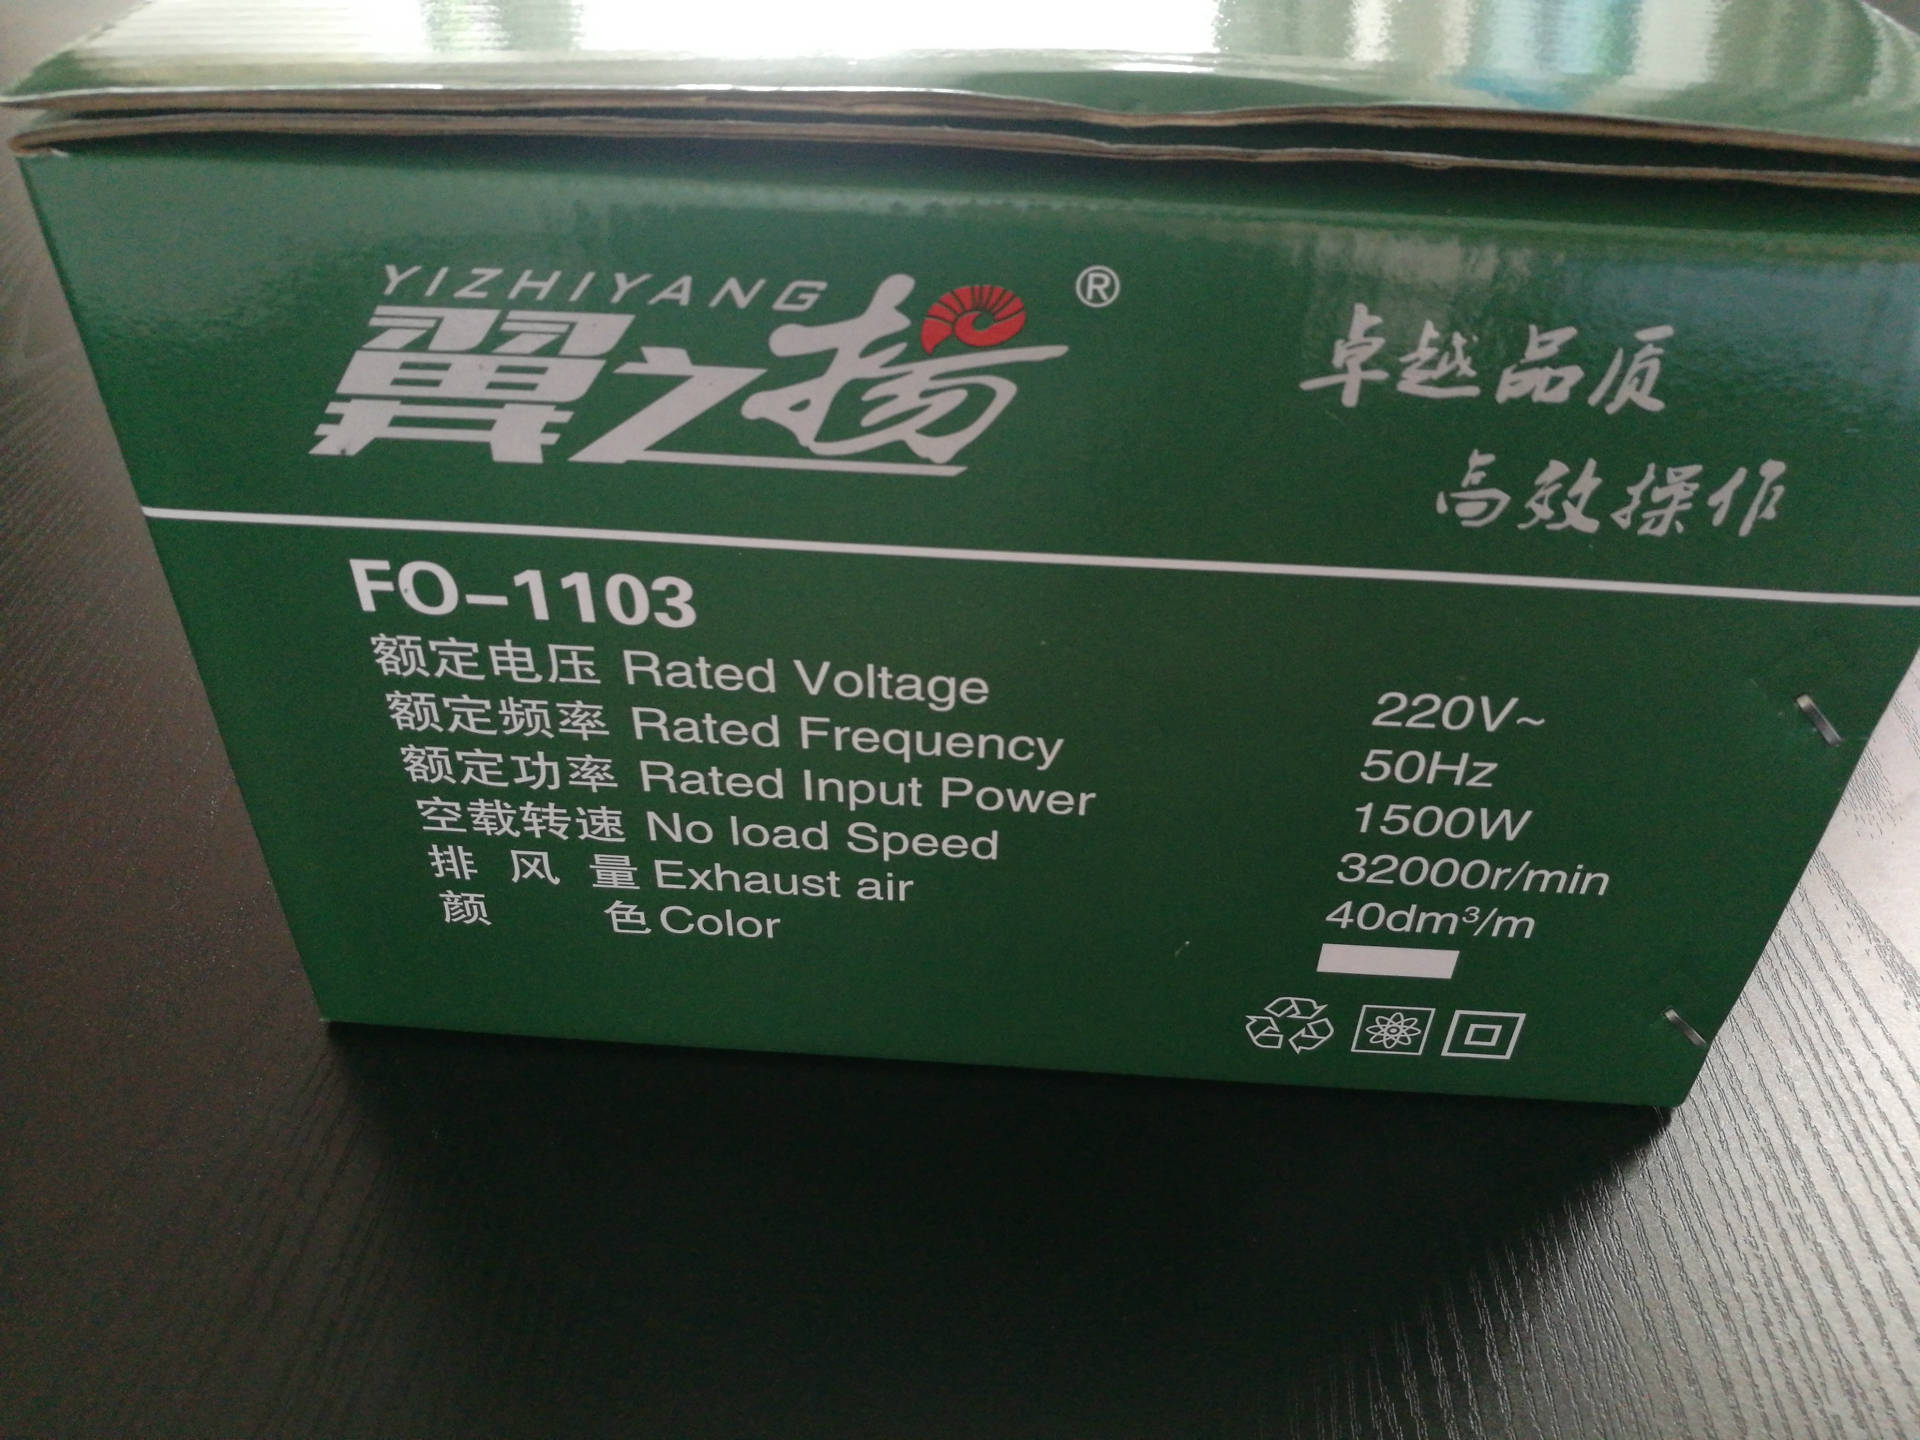 YIZHIYANG
翼之扬®
卓越品质
高效操作
FO-1103
额定电压 Rated Voltage 220V~
额定频率 Rated Frequency 50Hz
额定功率 Rated Input Power 1500W
空载转速 No load Speed 32000r/min
排风量 Exhaust air 40dm³/m
颜色 Color